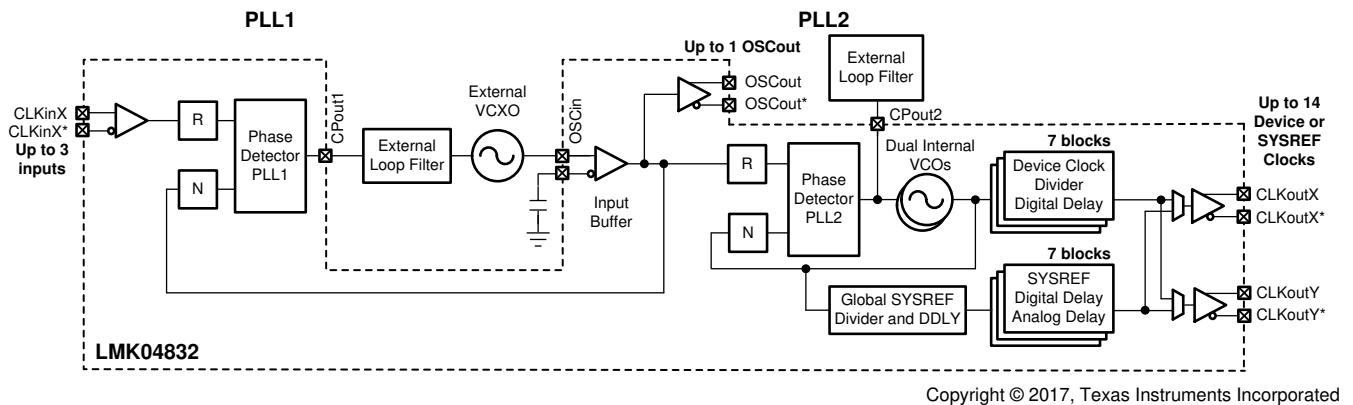 PLL1
PLL2
Up to 1 OSCout
External
Loop Filter
OSCout
OSCout*
CPout2
Up to 14
Device or
SYSREF
Clocks
CLKinX
CLKinX*
Up to 3
inputs
R
N
Phase
Detector
PLL1
CPout1
External
Loop Filter
External
VCXO
OSCin
Input
Buffer
R
N
Phase
Detector
PLL2
Dual Internal
VCOs
7 blocks
Device Clock
Divider
Digital Delay
7 blocks
SYSREF
Digital Delay
Analog Delay
Global SYSREF
Divider and DDLY
CLKoutX
CLKoutX*
CLKoutY
CLKoutY*
LMK04832
Copyright © 2017, Texas Instruments Incorporated